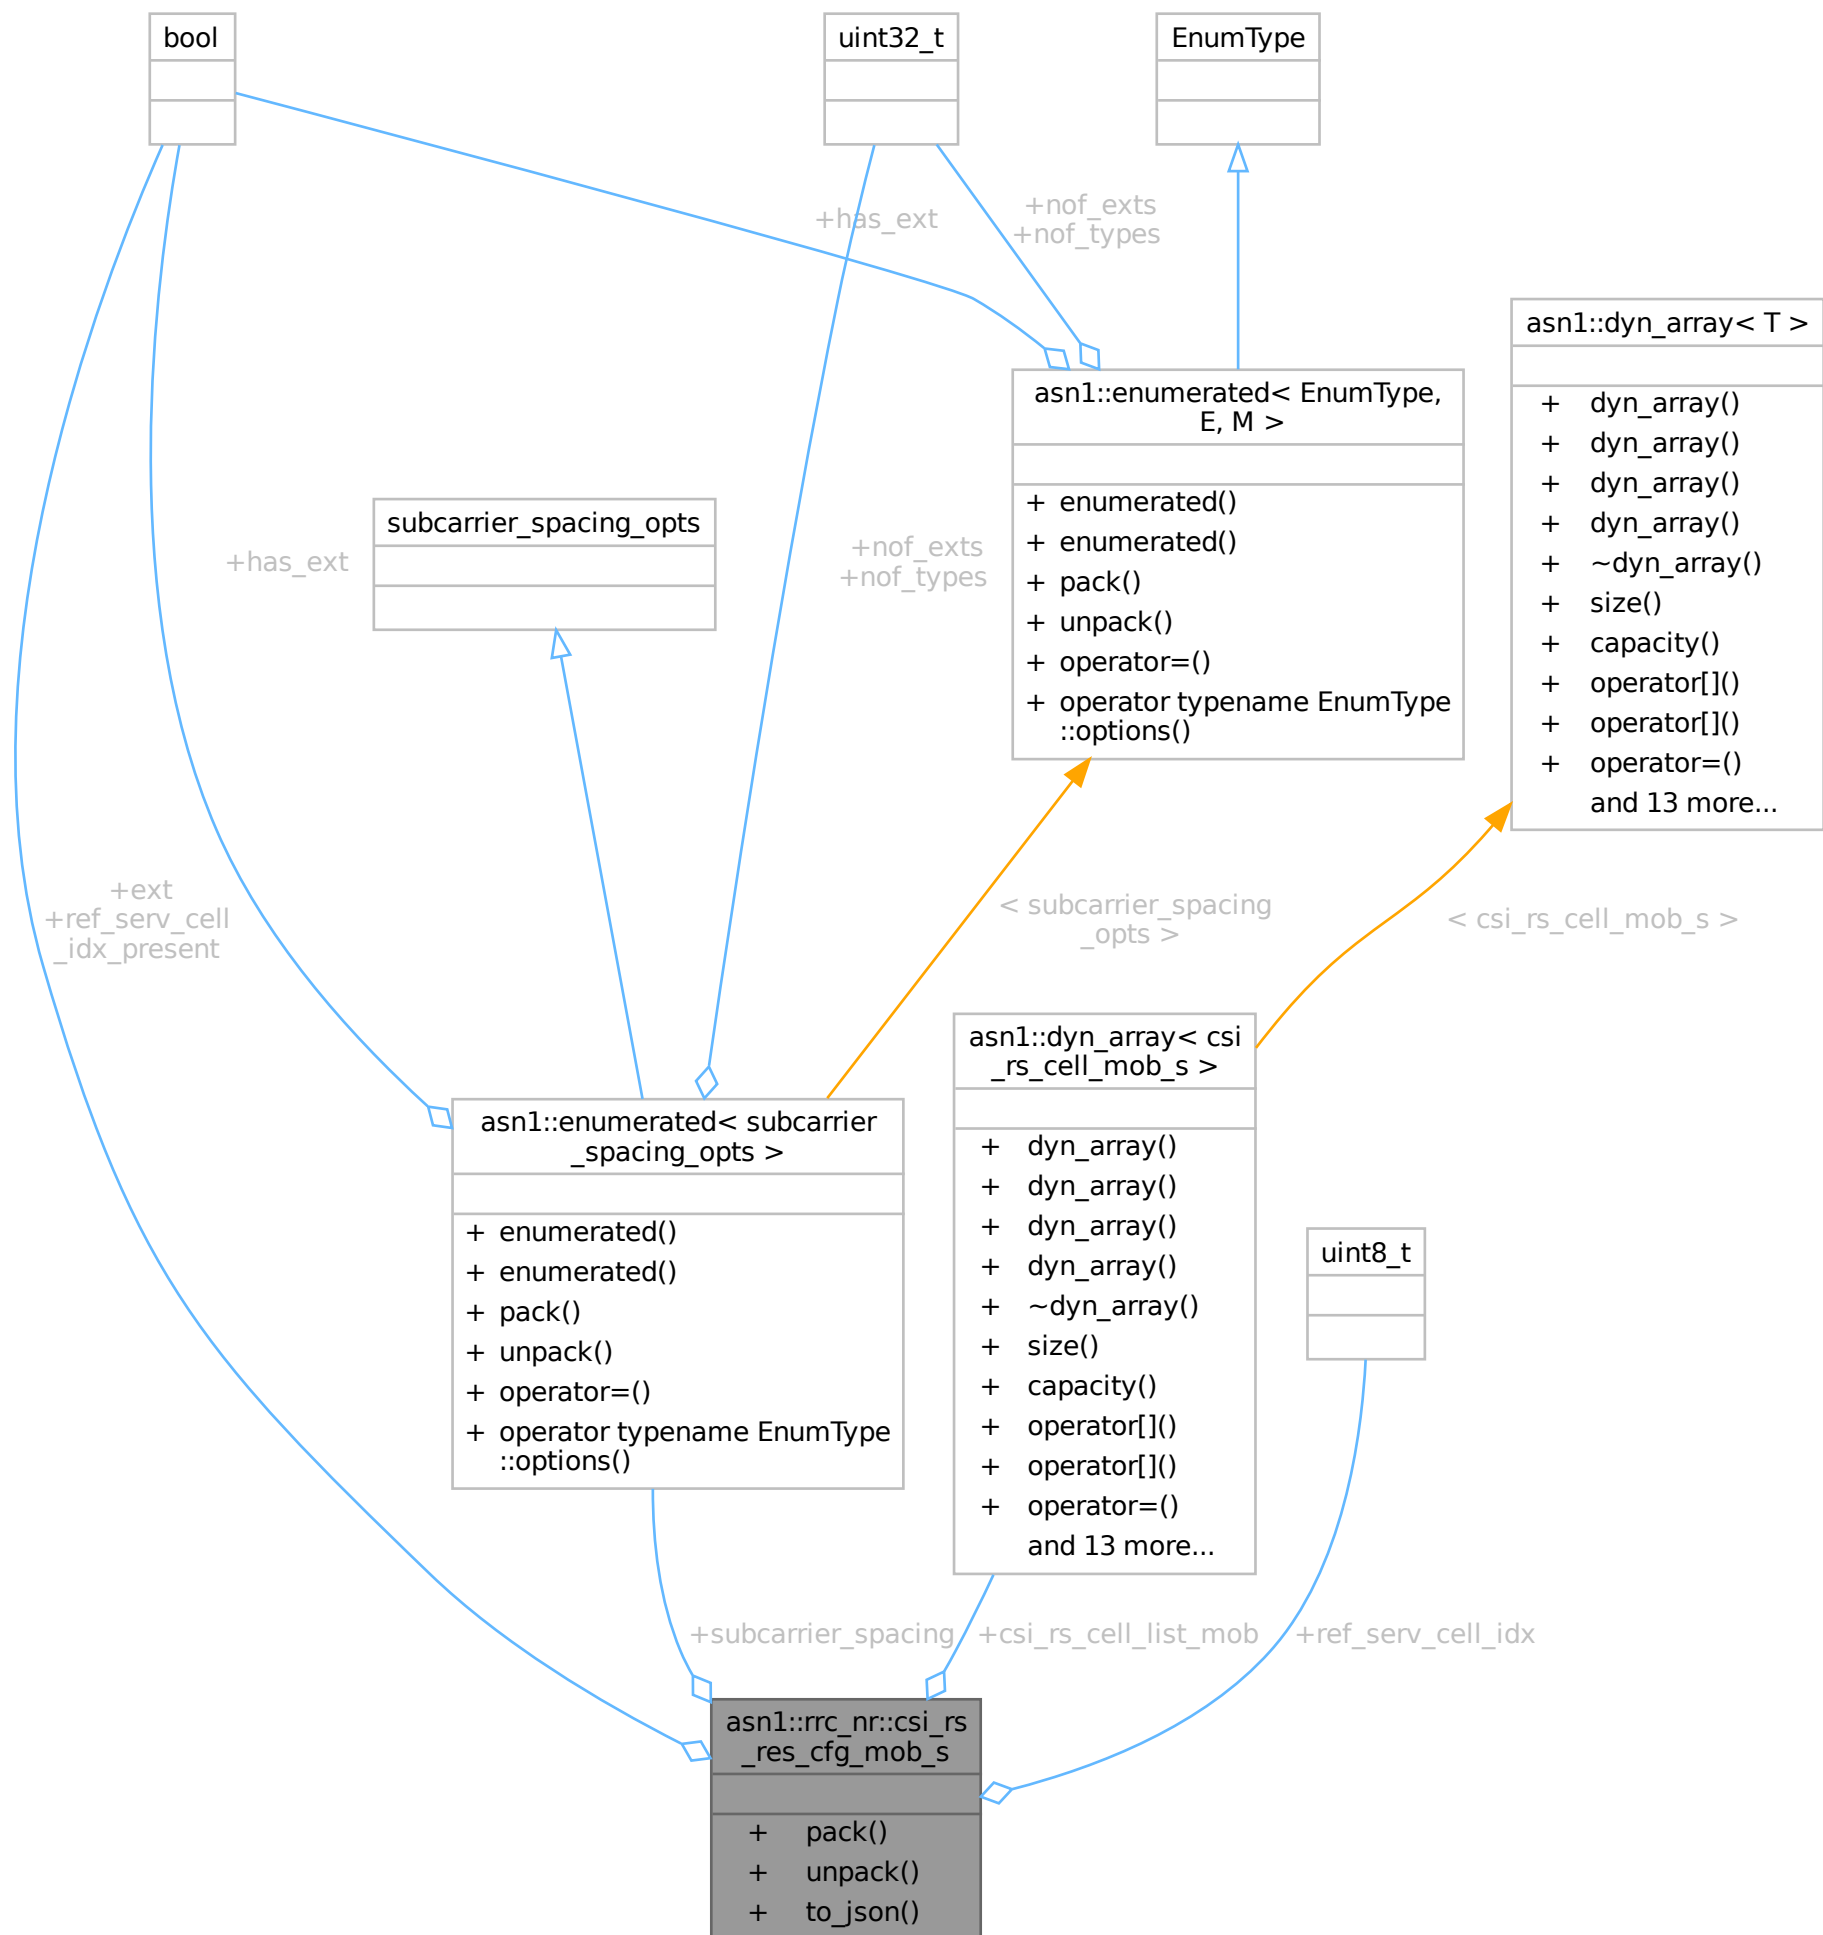 bool
uint32_t
EnumType
+has_ext
+nof_exts
+nof_types
asn1::dyn_array< T >
+ dyn_array()
+ dyn_array()
+ dyn_array()
+ dyn_array()
+ ~dyn_array()
+ size()
+ capacity()
+ operator[]()
+ operator[]()
+ operator=()
and 13 more...
asn1::enumerated< EnumType,
E, M >
+ enumerated()
+ enumerated()
+ pack()
+ unpack()
+ operator=()
+ operator typename EnumType
::options()
subcarrier_spacing_opts
+has_ext
+nof_exts
+nof_types
+ext
+ref_serv_cell
_idx_present
< subcarrier_spacing
_opts >
< csi_rs_cell_mob_s >
asn1::dyn_array< csi
_rs_cell_mob_s >
+ dyn_array()
+ dyn_array()
+ dyn_array()
+ dyn_array()
+ ~dyn_array()
+ size()
+ capacity()
+ operator[]()
+ operator[]()
+ operator=()
and 13 more...
asn1::enumerated< subcarrier
_spacing_opts >
+ enumerated()
+ enumerated()
+ pack()
+ unpack()
+ operator=()
+ operator typename EnumType
::options()
uint8_t
+subcarrier_spacing
+csi_rs_cell_list_mob
+ref_serv_cell_idx
asn1::rrc_nr::csi_rs
_res_cfg_mob_s
+ pack()
+ unpack()
+ to_json()